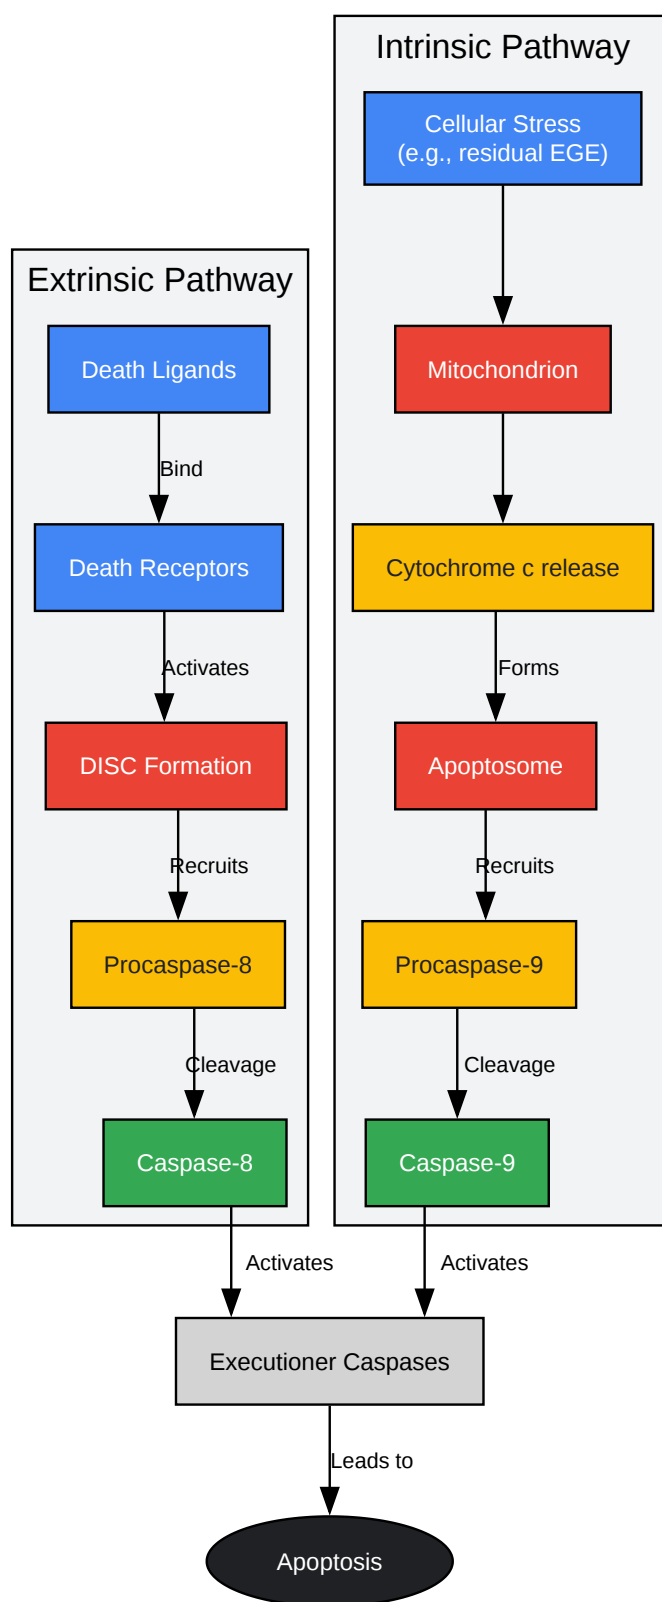 Intrinsic Pathway
Cellular Stress
(e.g., residual EGE)
Extrinsic Pathway
Death Ligands
Mitochondrion
Bind
Death Receptors
Cytochrome c release
Activates
Forms
DISC Formation
Apoptosome
Recruits
Recruits
Procaspase-8
Procaspase-9
Cleavage
Cleavage
Caspase-8
Caspase-9
Activates
Activates
Executioner Caspases
Leads to
Apoptosis